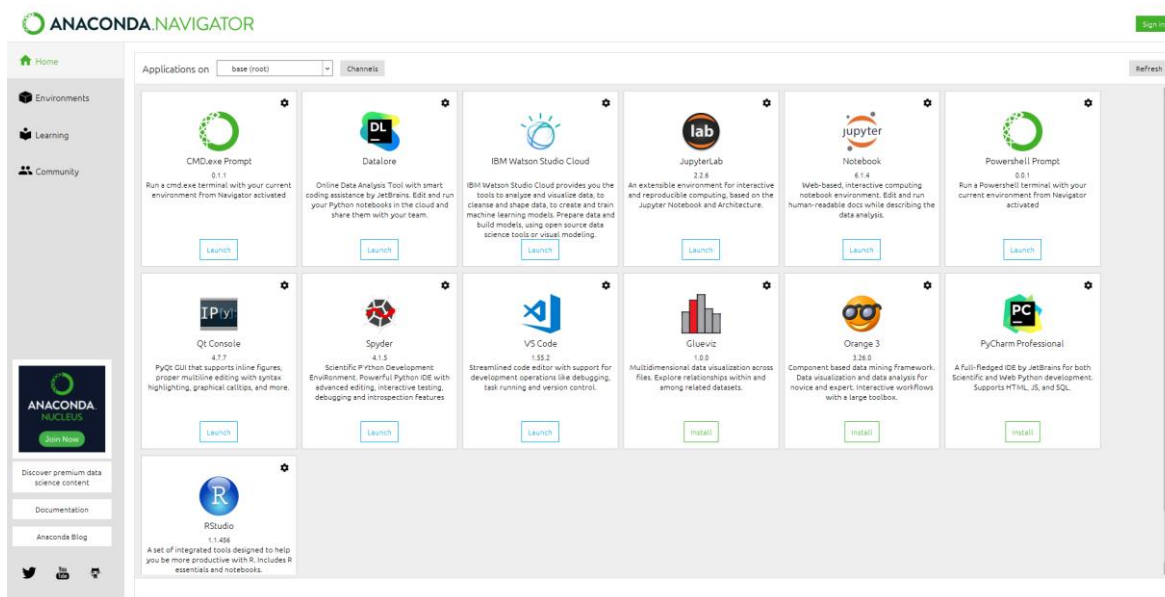 ANACONDA.NAVIGATOR
Sign in
Home
Environments
Learning
Community
ANACONDA.
NUCLEUS
Join Now
Discover premium data
science content
Documentation
Anaconda Blog
You
Tube
Applications on base (root) Channels
Refresh
CMD.exe Prompt
0.1.1
Run a cmd.exe terminal with your current
environment from Navigator activated
Launch
DL
Datalore
Online Data Analysis Tool with smart
coding assistance by JetBrains. Edit and run
your Python notebooks in the cloud and
share them with your team.
Launch
IBM Watson Studio Cloud
IBM Watson Studio Cloud provides you the
tools to analyze and visualize data, to
cleanse and shape data, to create and train
machine learning models. Prepare data and
build models, using open source data
science tools or visual modeling.
Launch
lab
JupyterLab
2.2.6
An extensible environment for interactive
and reproducible computing, based on the
Jupyter Notebook and Architecture.
Launch
jupyter
Notebook
6.1.4
Web-based, interactive computing
notebook environment. Edit and run
human-readable docs while describing the
data analysis.
Launch
Powershell Prompt
0.0.1
Run a Powershell terminal with your
current environment from Navigator
activated
Launch
IP[y]:
Qt Console
4.7.7
PyQt GUI that supports inline figures,
proper multiline editing with syntax
highlighting, graphical calltips, and more.
Launch
Spyder
4.1.5
Scientific PYthon Development
EnviRonment. Powerful Python IDE with
advanced editing, interactive testing,
debugging and introspection features
Launch
VS Code
1.55.2
Streamlined code editor with support for
development operations like debugging,
task running and version control.
Launch
Glueviz
1.0.0
Multidimensional data visualization across
files. Explore relationships within and
among related datasets.
Install
Orange 3
3.26.0
Component based data mining framework.
Data visualization and data analysis for
novice and expert. Interactive workflows
with a large toolbox.
Install
PC
PyCharm Professional
A full-fledged IDE by JetBrains for both
Scientific and Web Python development.
Supports HTML, JS, and SQL.
Install
R
RStudio
1.1.456
A set of integrated tools designed to help
you be more productive with R. Includes R
essentials and notebooks.